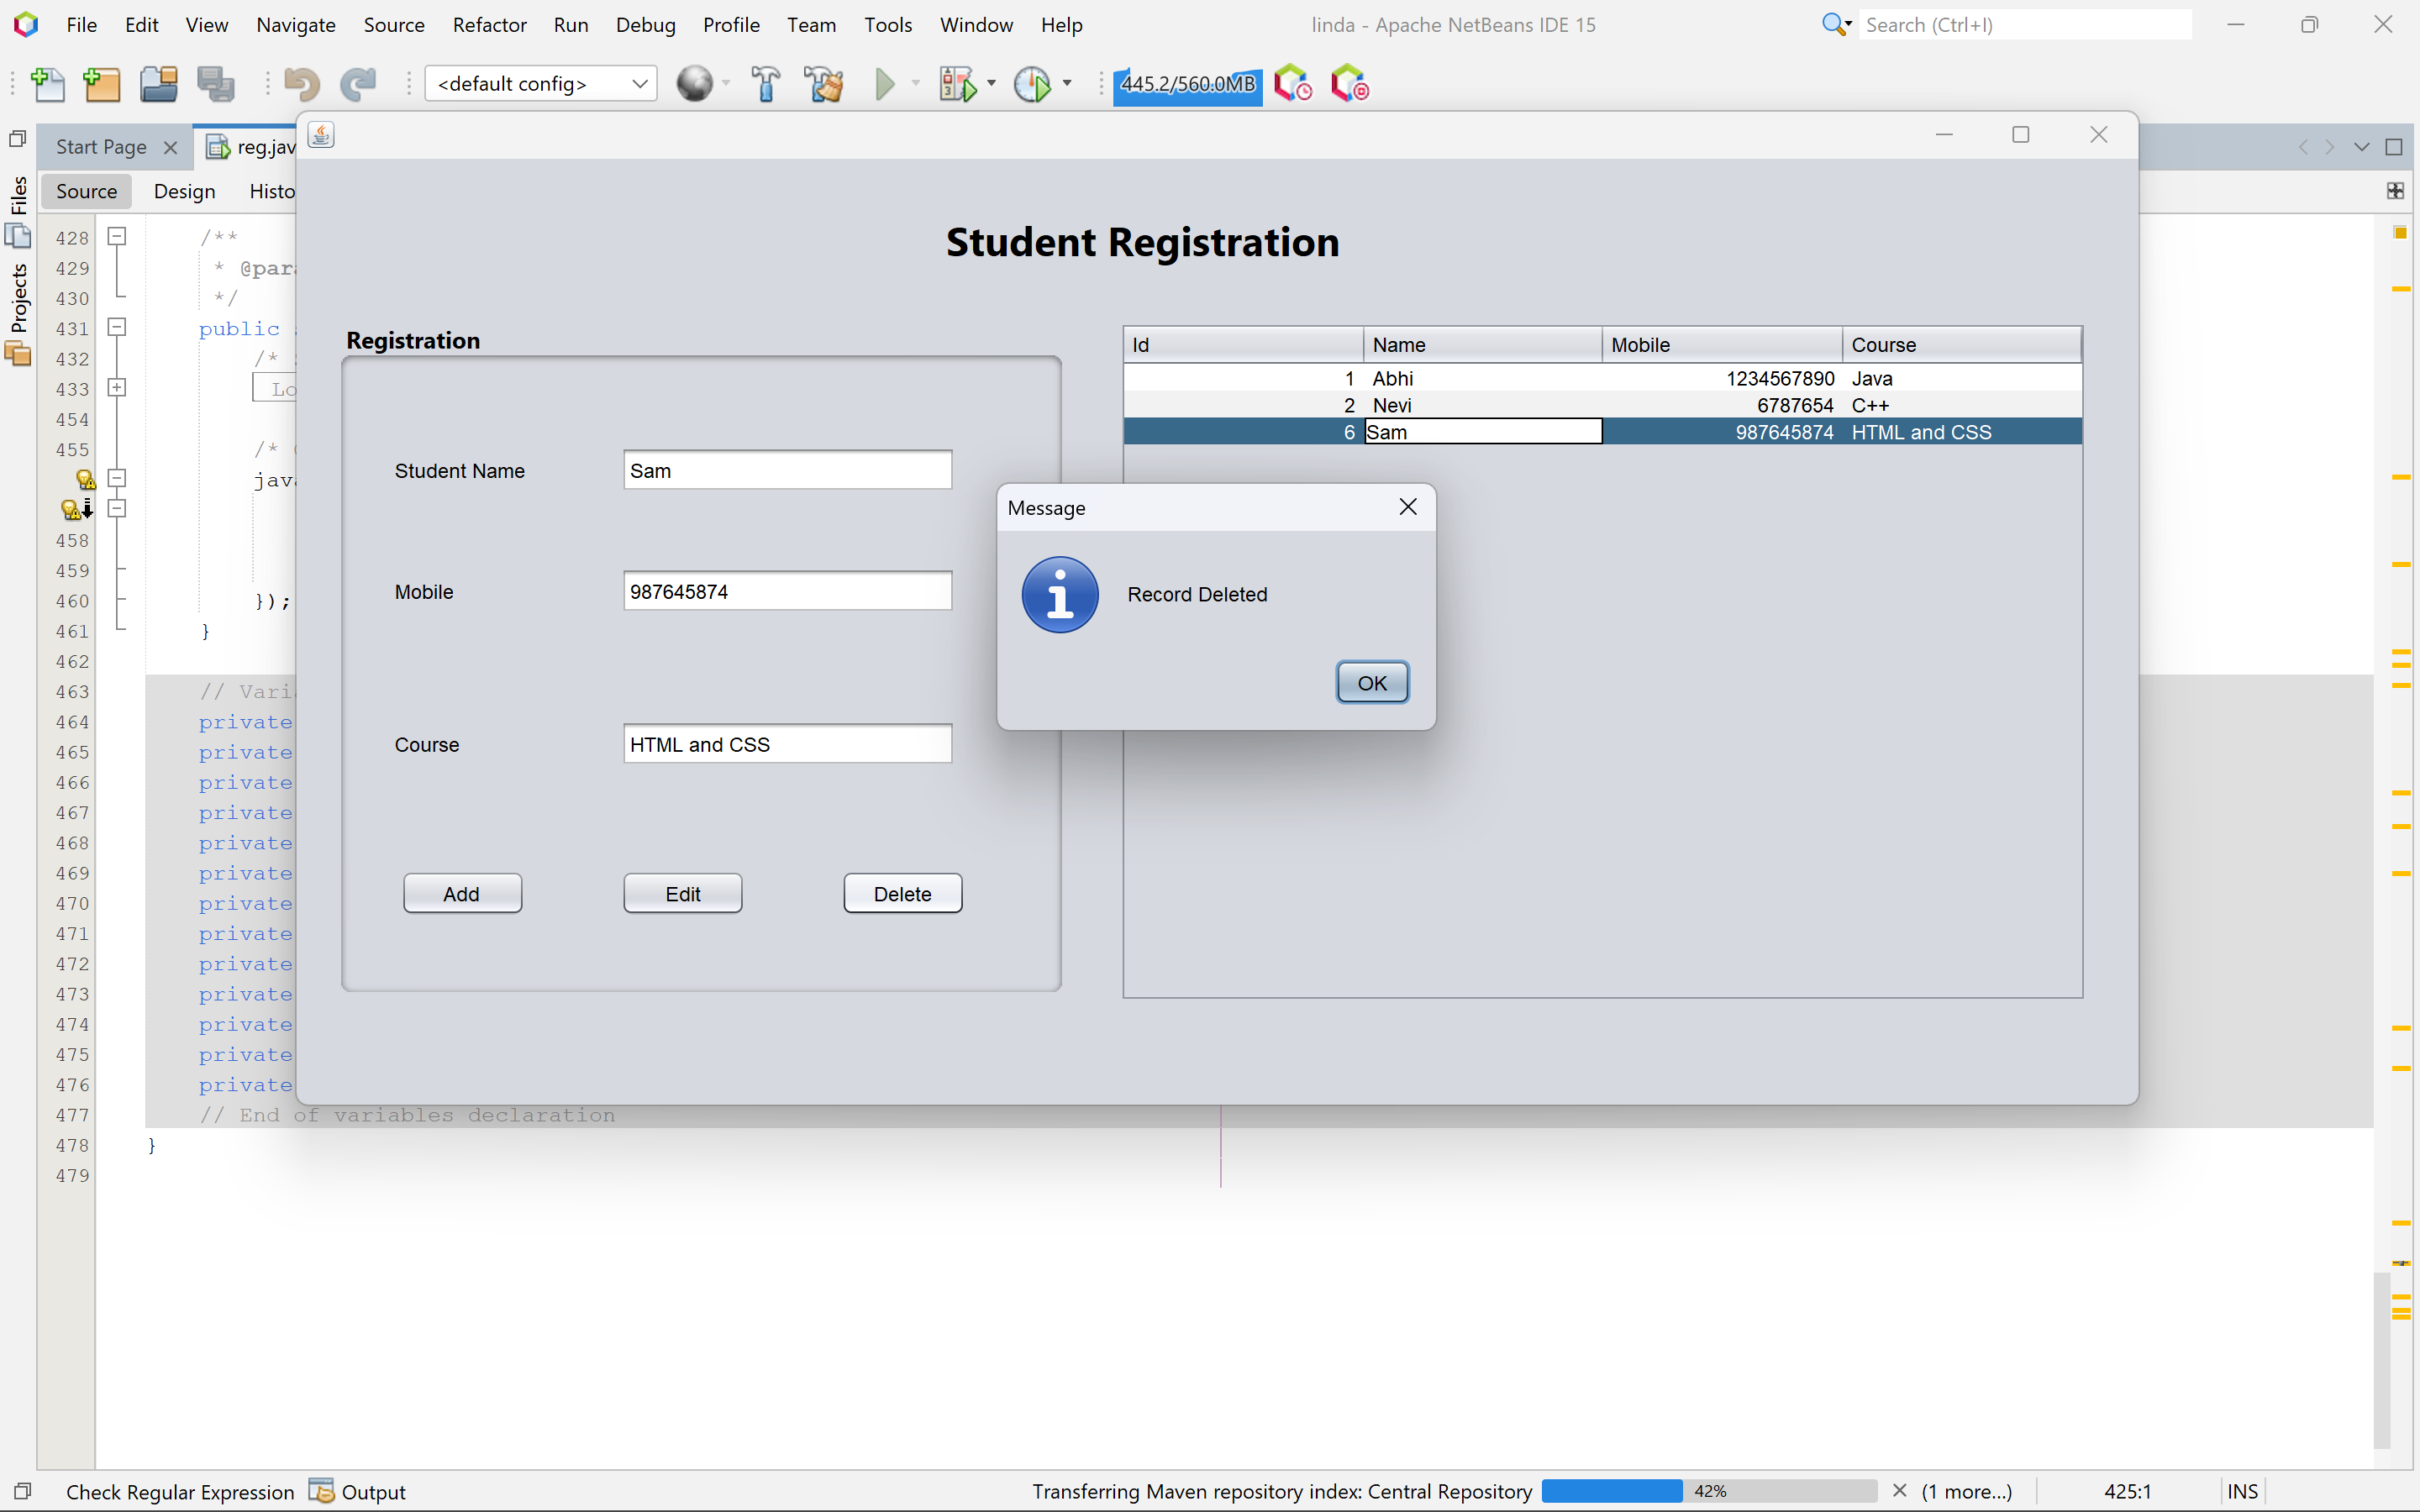 File Edit View Navigate Source Refactor Run Debug Profile Team Tools Window Help
linda - Apache NetBeans IDE 15
Search (Ctrl+I)
<default config>
445.2/560.0MB
Start Page
reg.jav
Source Design Histo
Files
Projects
428 /**
429 * @para
430 */
431 public
432 /*
433 Lo
454
455 /*
java
458
459
460 });
461 }
462
463 // Vari
464 private
465 private
466 private
467 private
468 private
469 private
470 private
471 private
472 private
473 private
474 private
475 private
476 private
477 // End of variables declaration
478 }
479
Student Registration
Registration
Student Name Sam
Mobile 987645874
Course HTML and CSS
Add Edit Delete
Id Name Mobile Course
1 Abhi 1234567890 Java
2 Nevi 6787654 C++
6 Sam 987645874 HTML and CSS
Message
Record Deleted
OK
Check Regular Expression Output
Transferring Maven repository index: Central Repository 42% (1 more...) 425:1 INS